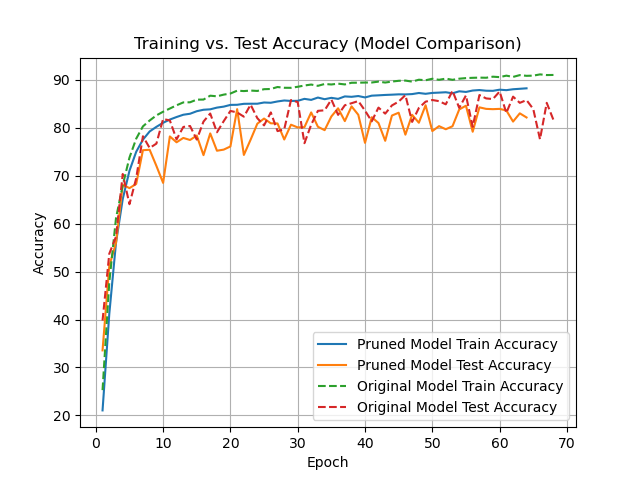 Training vs. Test Accuracy (Model Comparison)
90
80
70
60
50
40
30
20
Accuracy
0 10 20 30 40 50 60 70
Epoch
Pruned Model Train Accuracy
Pruned Model Test Accuracy
Original Model Train Accuracy
Original Model Test Accuracy